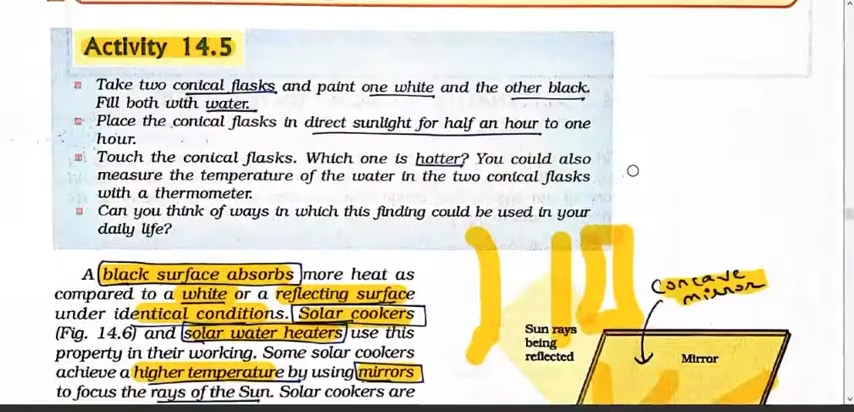 Activity 14.5
Take two conical flasks and paint one white and the other black.
Fill both with water.
Place the conical flasks in direct sunlight for half an hour to one
hour.
Touch the conical flasks. Which one is hotter? You could also
measure the temperature of the water in the two conical flasks
with a thermometer.
Can you think of ways in which this finding could be used in your
daily life?
A black surface absorbs more heat as
compared to a white or a reflecting surface
under identical conditions. Solar cookers
(Fig. 14.6) and solar water heaters use this
property in their working. Some solar cookers
achieve a higher temperature by using mirrors
to focus the rays of the Sun. Solar cookers are
Concave
mirror
Sun rays
being
reflected
Mirror